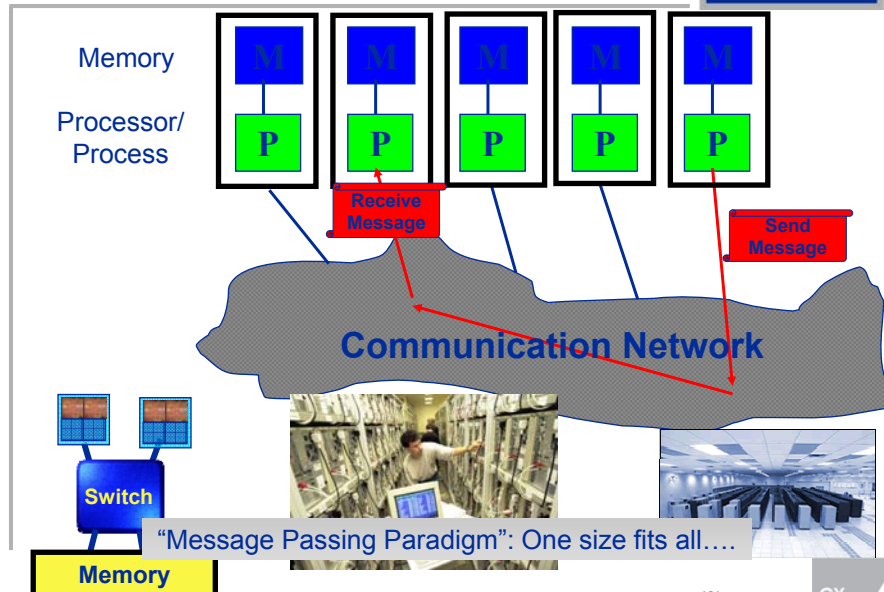 Memory
M M M M M
Processor/
Process
P P P P P
Receive
Message
Send
Message
Communication Network
Switch
"Message Passing Paradigm": One size fits all....
Memory